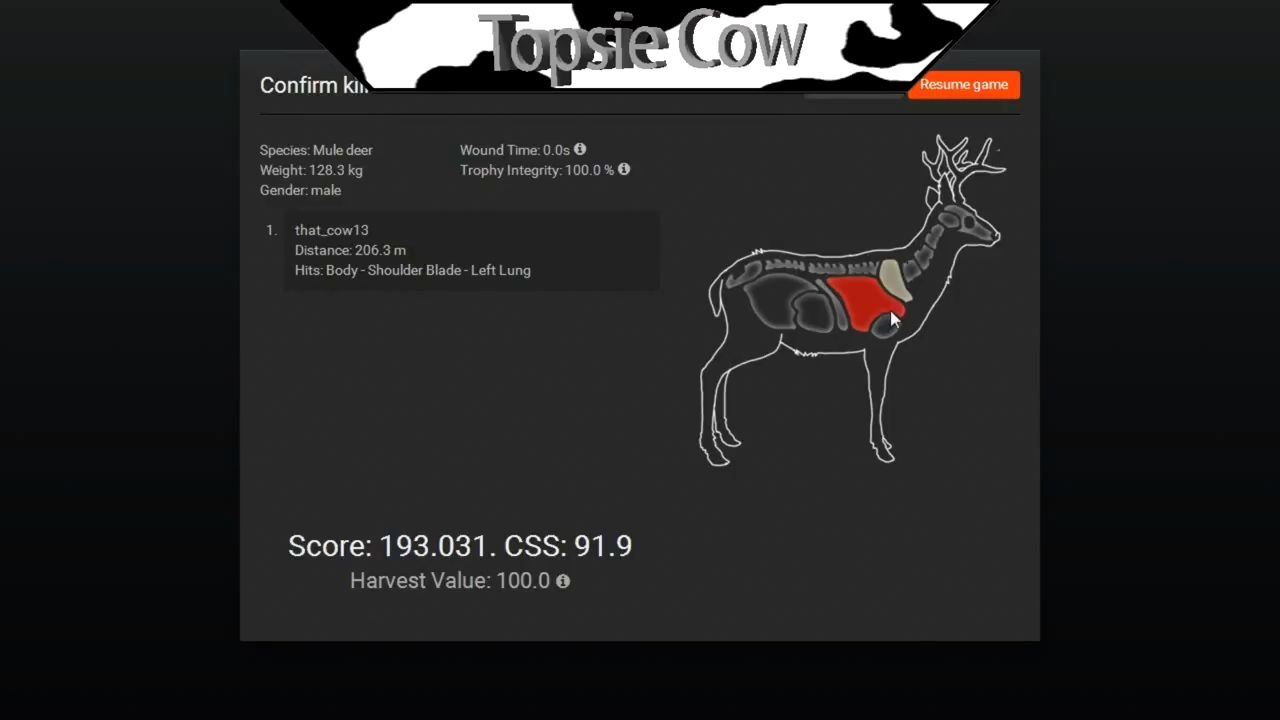 Topsie Cow
Confirm kill
Resume game
Species: Mule deer
Weight: 128.3 kg
Gender: male
Wound Time: 0.0s
Trophy Integrity: 100.0 %
1.
that_cow13
Distance: 206.3 m
Hits: Body - Shoulder Blade - Left Lung
Score: 193.031. CSS: 91.9
Harvest Value: 100.0